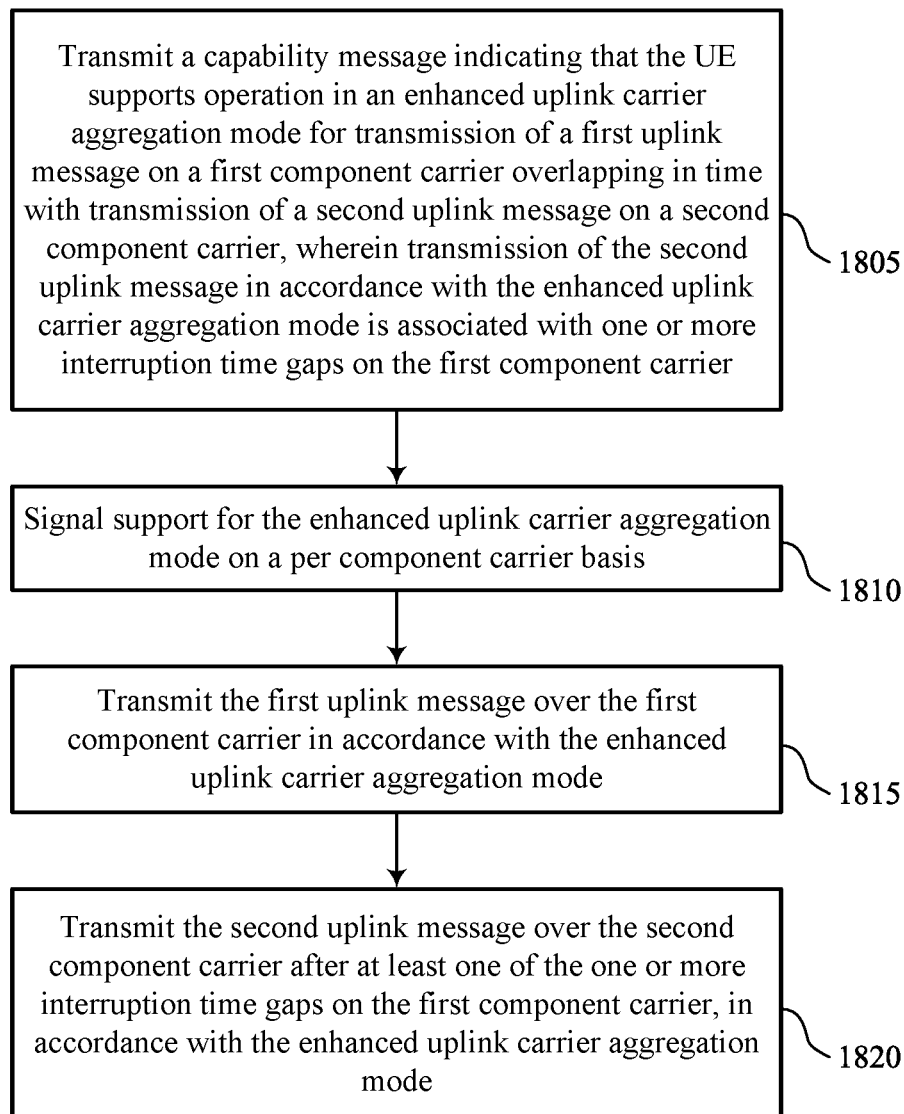 Transmit a capability message indicating that the UE
supports operation in an enhanced uplink carrier
aggregation mode for transmission of a first uplink
message on a first component carrier overlapping in time
with transmission of a second uplink message on a second
component carrier, wherein transmission of the second
uplink message in accordance with the enhanced uplink
carrier aggregation mode is associated with one or more
interruption time gaps on the first component carrier
1805
Signal support for the enhanced uplink carrier aggregation
mode on a per component carrier basis
1810
Transmit the first uplink message over the first
component carrier in accordance with the enhanced
uplink carrier aggregation mode
1815
Transmit the second uplink message over the second
component carrier after at least one of the one or more
interruption time gaps on the first component carrier, in
accordance with the enhanced uplink carrier aggregation
mode
1820